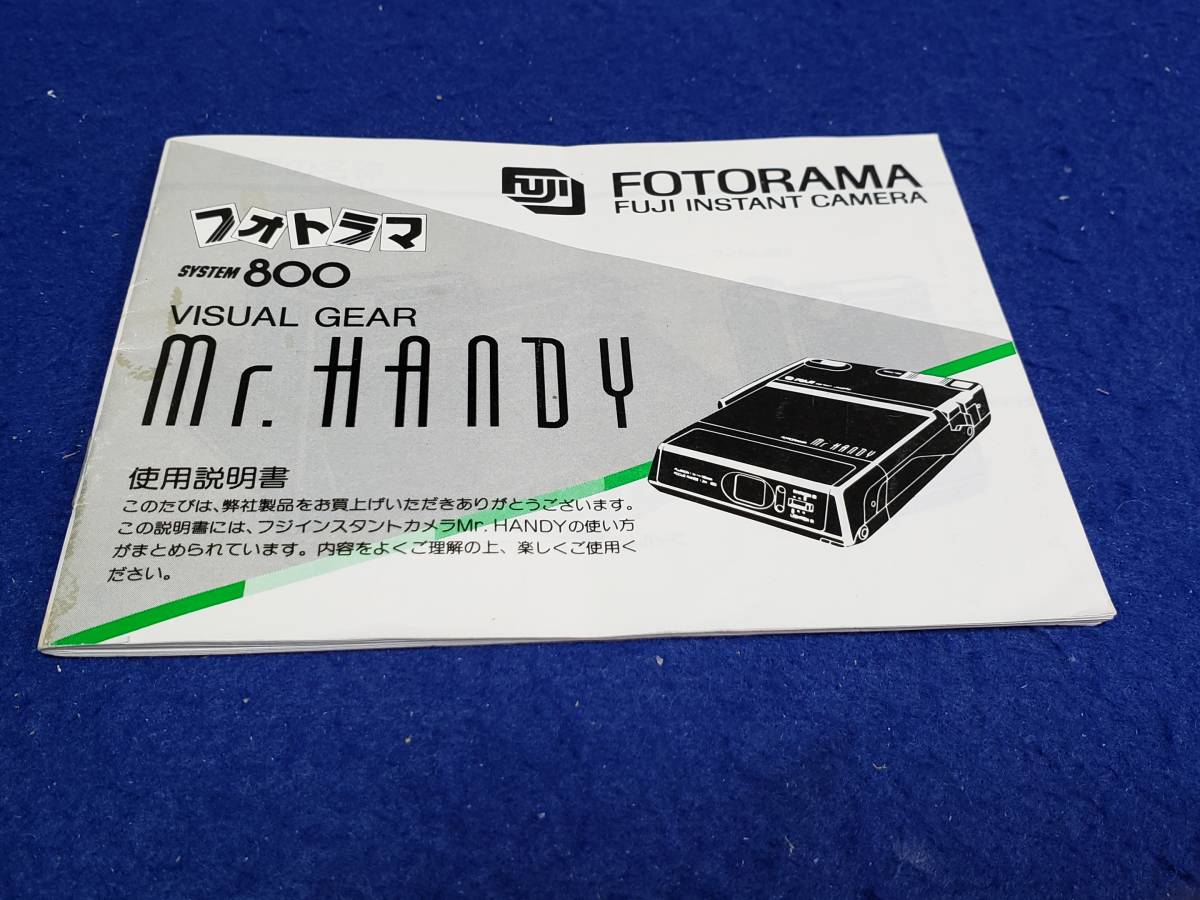 FUJI
FOTORAMA
FUJI INSTANT CAMERA
フォトラマ
SYSTEM 800
VISUAL GEAR
Mr. HANDY
FUJI
Mr. HANDY
使用説明書
このたびは、弊社製品をお買上げいただきありがとうございます。
この説明書には、フジインスタントカメラMr. HANDYの使い方
がまとめられています。内容をよくご理解の上、楽しくご使用く
ださい。